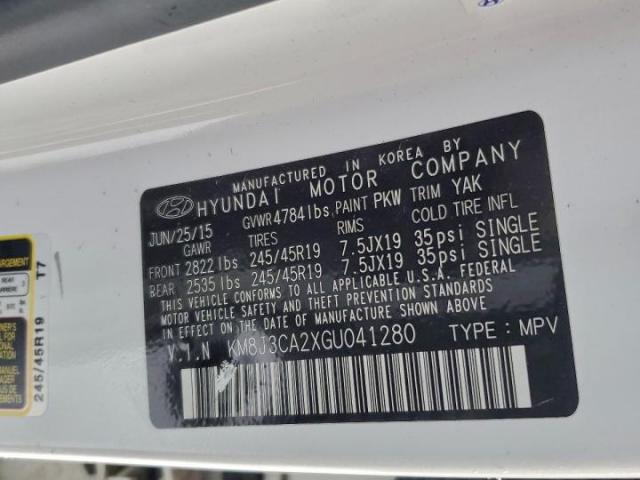 MANUFACTURED IN KOREA BY
HYUNDAI MOTOR COMPANY
JUN/25/15 GVWR 4784 lbs PAINT PKW TRIM YAK
GAWR TIRES RIMS COLD TIRE INFL
FRONT 2822 lbs 245/45R19 7.5JX19 35psi SINGLE
REAR 2535 lbs 245/45R19 7.5JX19 35psi SINGLE
THIS VEHICLE CONFORMS TO ALL APPLICABLE U.S.A. FEDERAL
MOTOR VEHICLE SAFETY AND THEFT PREVENTION STANDARDS
IN EFFECT ON THE DATE OF MANUFACTURE SHOWN ABOVE.
V.I.N KM8J3CA2XGU041280 TYPE: MPV
245/45R19 T7